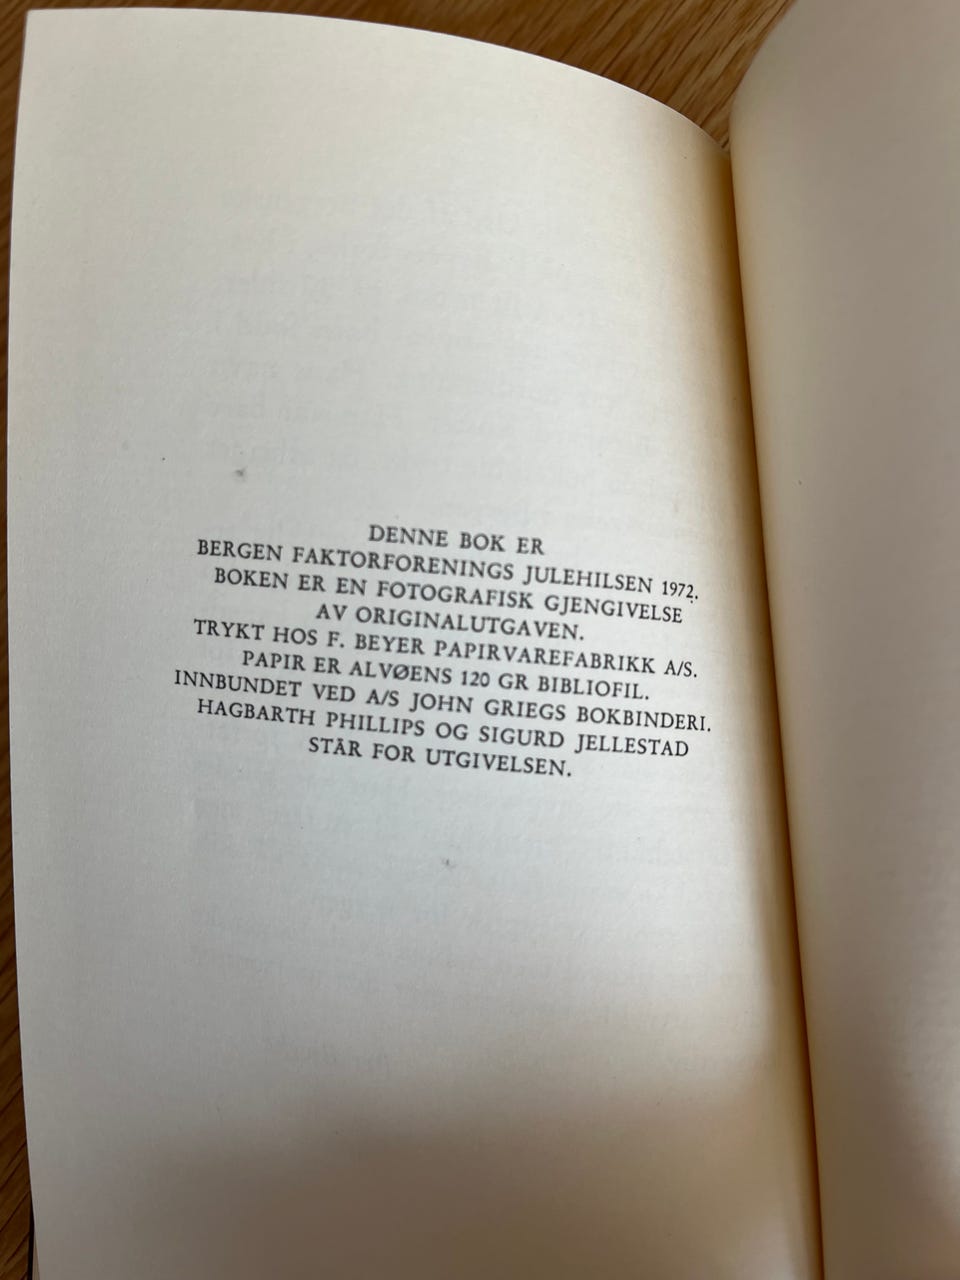 DENNE BOK ER
BERGEN FAKTORFORENINGS JULEHILSEN 1972.
BOKEN ER EN FOTOGRAFISK GJENGIVELSE
AV ORIGINALUTGAVEN.
TRYKT HOS F. BEYER PAPIRVAREFABRIKK A/S.
PAPIR ER ALVØENS 120 GR BIBLIOFIL.
INNBUNDET VED A/S JOHN GRIEGS BOKBINDERI.
HAGBARTH PHILLIPS OG SIGURD JELLESTAD
STÅR FOR UTGIVELSEN.